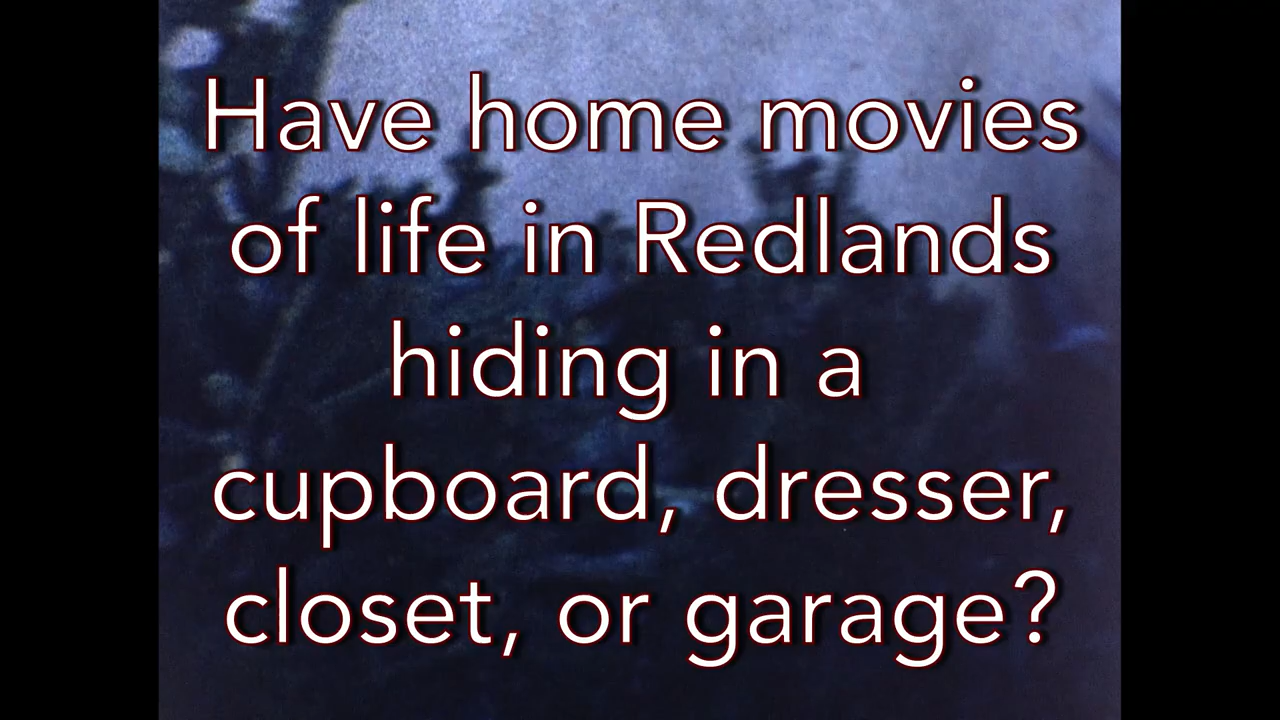 Have home movies
of life in Redlands
hiding in a
cupboard, dresser,
closet, or garage?